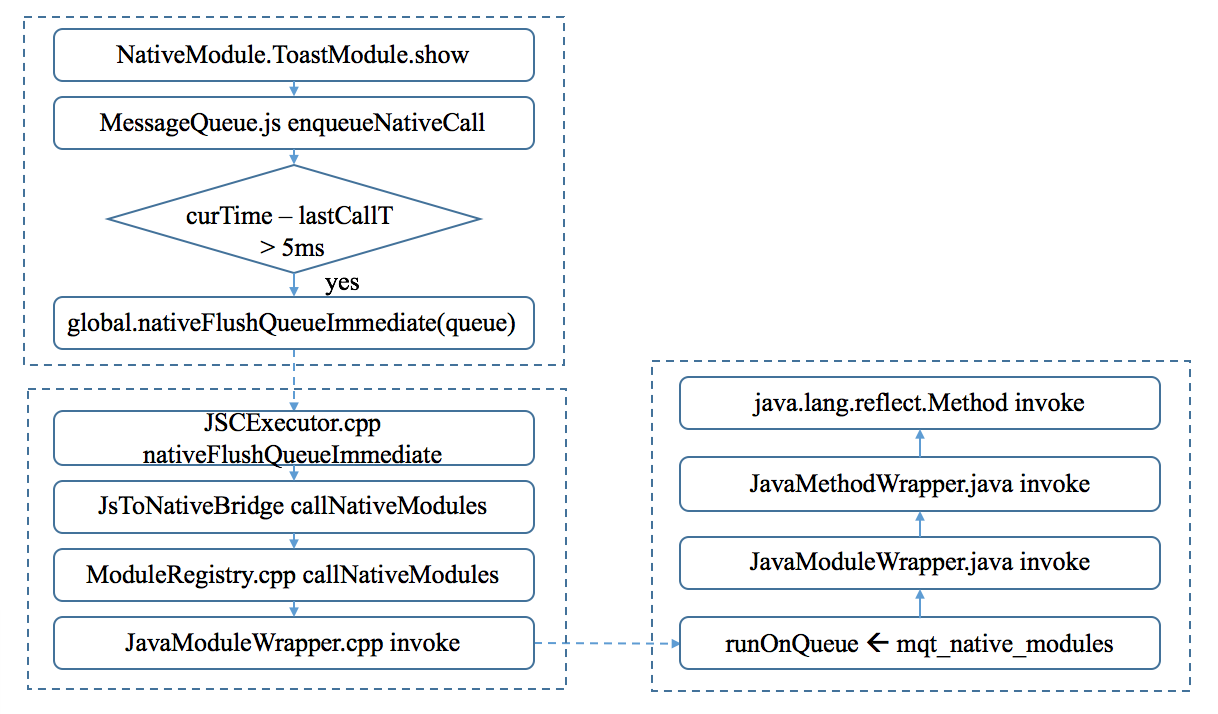 NativeModule.ToastModule.show
MessageQueue.js enqueueNativeCall
curTime – lastCallT
> 5ms
yes
global.nativeFlushQueueImmediate(queue)
JSCExecutor.cpp
nativeFlushQueueImmediate
JsToNativeBridge callNativeModules
ModuleRegistry.cpp callNativeModules
JavaModuleWrapper.cpp invoke
java.lang.reflect.Method invoke
JavaMethodWrapper.java invoke
JavaModuleWrapper.java invoke
runOnQueue ← mqt_native_modules